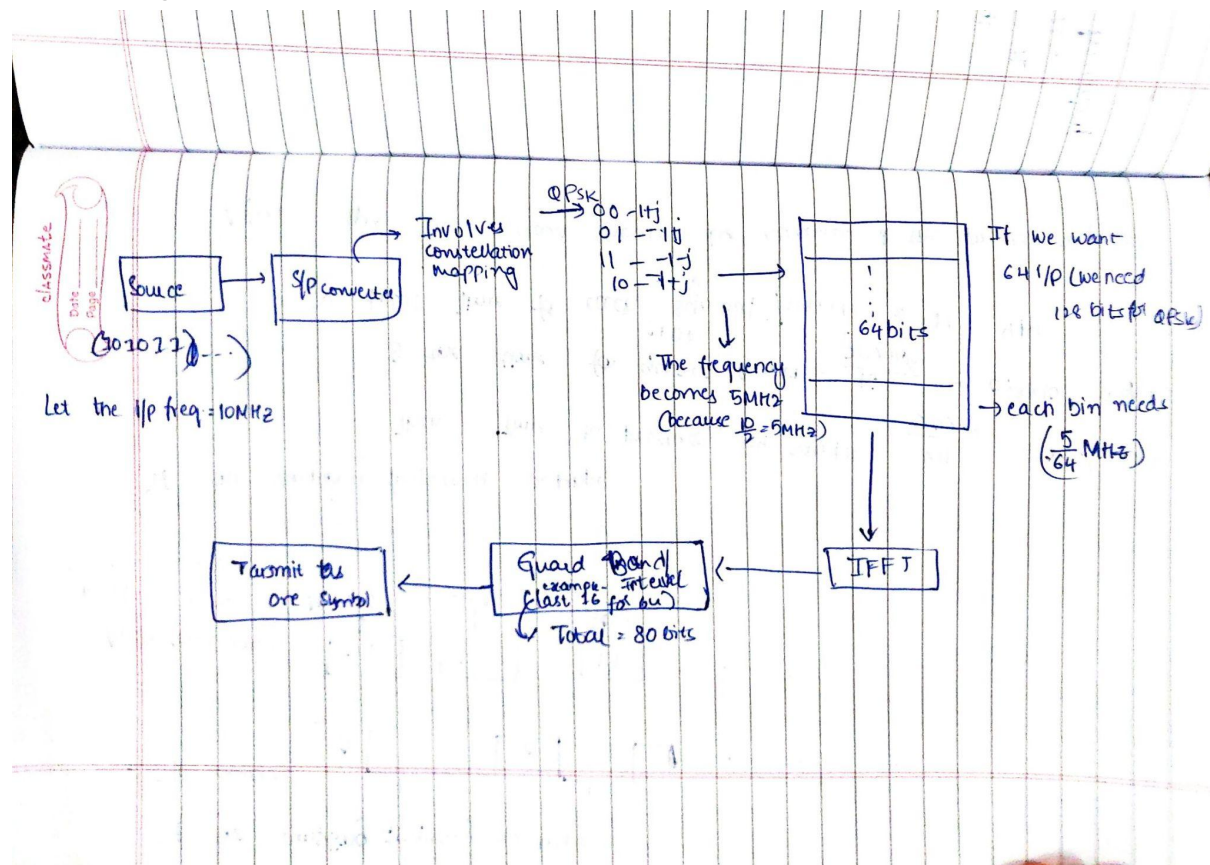 classmate
Date
Page
Source
(101011)....)
Let the I/P freq = 10MHz
S/P converter
Involves
constellation
mapping
QPSK
00 -1+j
01 - -1-j
11 - -1-j
10 - -1+j
The frequency
becomes 5MHz
(because 10/2 = 5MHz)
64 bits
If we want
64 I/P (we need
128 bits for QPSK)
→ each bin needs
(5/64 MHz)
IFFT
Guard Band/
example Interval
(last 16 for 64)
Total = 80 bits
Transmit as
one symbol